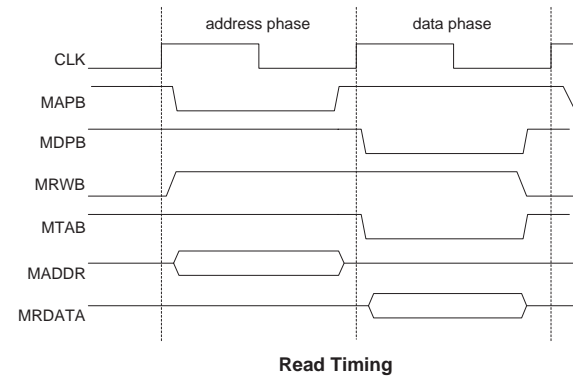 address phase data phase
CLK
MAPB
MDPB
MRWB
MTAB
MADDR
MRDATA
Read Timing